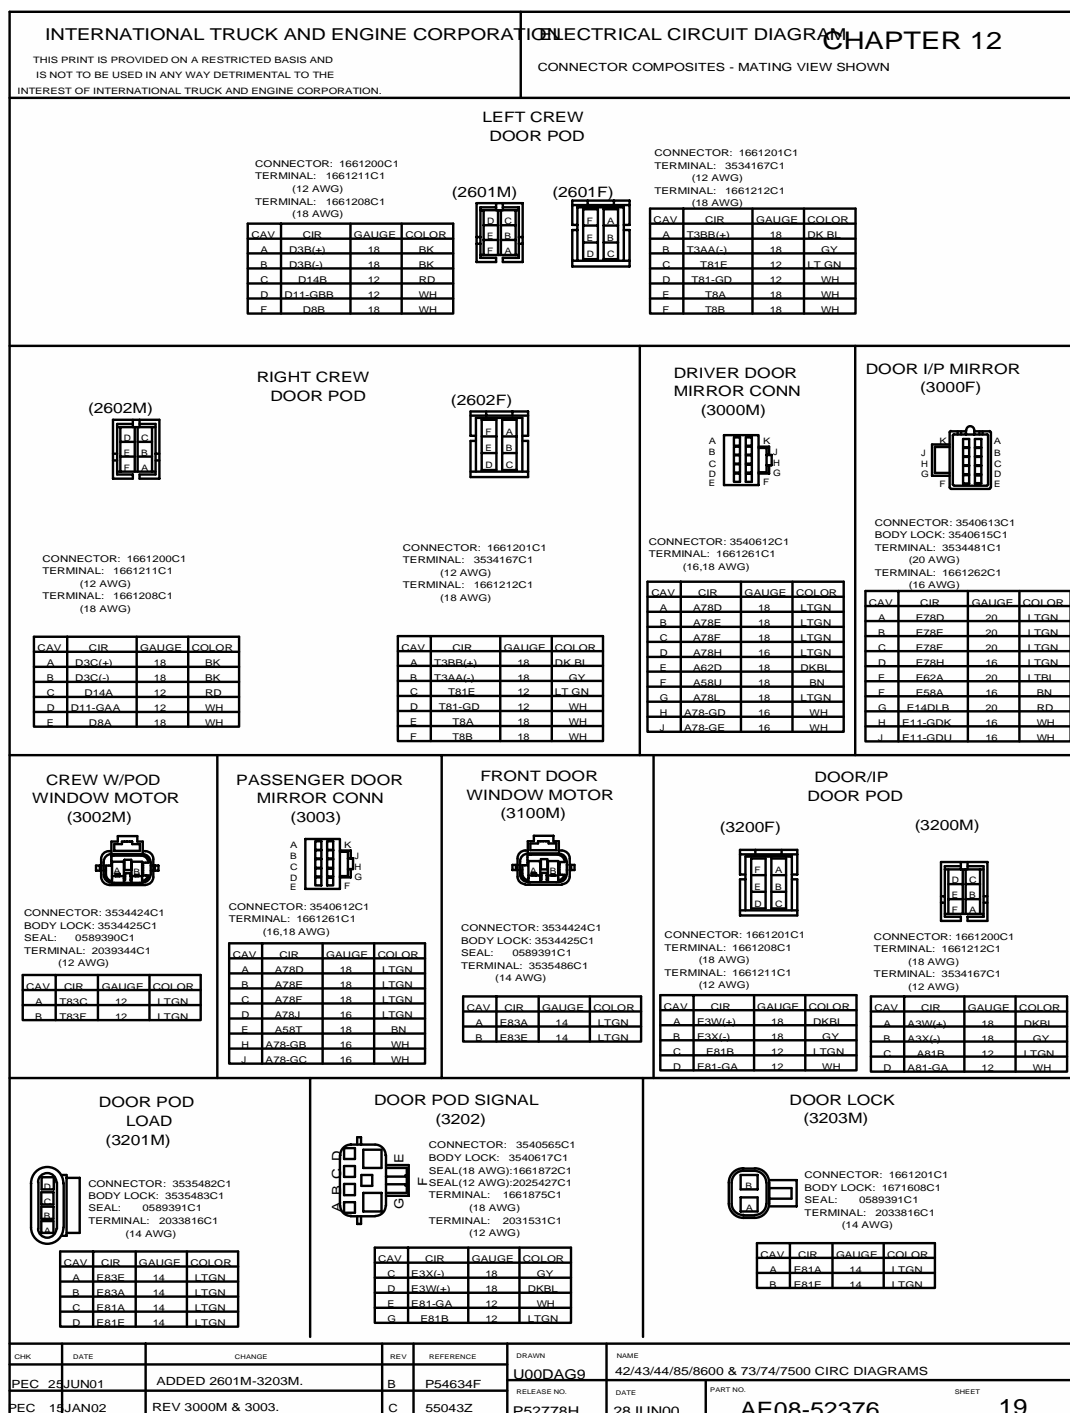 INTERNATIONAL TRUCK AND ENGINE CORPORATION
THIS PRINT IS PROVIDED ON A RESTRICTED BASIS AND
IS NOT TO BE USED IN ANY WAY DETRIMENTAL TO THE
INTEREST OF INTERNATIONAL TRUCK AND ENGINE CORPORATION.
ELECTRICAL CIRCUIT DIAGRAM
CHAPTER 12
CONNECTOR COMPOSITES - MATING VIEW SHOWN
LEFT CREW
DOOR POD
CONNECTOR: 1661200C1
TERMINAL: 1661211C1
(12 AWG)
TERMINAL: 1661208C1
(18 AWG)
CAV CIR GAUGE COLOR
A D3B(+) 18 BK
B D3B(-) 18 BK
C D14B 12 RD
D D11-GBB 12 WH
E D8B 18 WH
(2601M)
D C
E B
F A
(2601F)
F A
E B
D C
CONNECTOR: 1661201C1
TERMINAL: 3534167C1
(12 AWG)
TERMINAL: 1661212C1
(18 AWG)
CAV CIR GAUGE COLOR
A T3BB(+) 18 DK BL
B T3AA(-) 18 GY
C T81E 12 LT GN
D T81-GD 12 WH
E T8A 18 WH
F T8B 18 WH
RIGHT CREW
DOOR POD
(2602M)
D C
E B
F A
CONNECTOR: 1661200C1
TERMINAL: 1661211C1
(12 AWG)
TERMINAL: 1661208C1
(18 AWG)
CAV CIR GAUGE COLOR
A D3C(+) 18 BK
B D3C(-) 18 BK
C D14A 12 RD
D D11-GAA 12 WH
E D8A 18 WH
(2602F)
F A
E B
D C
CONNECTOR: 1661201C1
TERMINAL: 3534167C1
(12 AWG)
TERMINAL: 1661212C1
(18 AWG)
CAV CIR GAUGE COLOR
A T3BB(+) 18 DK BL
B T3AA(-) 18 GY
C T81E 12 LT GN
D T81-GD 12 WH
E T8A 18 WH
F T8B 18 WH
DRIVER DOOR
MIRROR CONN
(3000M)
A K
B J
C H
D G
E F
CONNECTOR: 3540612C1
TERMINAL: 1661261C1
(16,18 AWG)
CAV CIR GAUGE COLOR
A A78D 18 LTGN
B A78E 18 LTGN
C A78F 18 LTGN
D A78H 16 LTGN
E A62D 18 DKBL
F A58U 18 BN
G A78L 18 LTGN
H A78-GD 16 WH
J A78-GE 16 WH
DOOR I/P MIRROR
(3000F)
K A
J B
H C
G D
F E
CONNECTOR: 3540613C1
BODY LOCK: 3540615C1
TERMINAL: 3534481C1
(20 AWG)
TERMINAL: 1661262C1
(16 AWG)
CAV CIR GAUGE COLOR
A E78D 20 LTGN
B E78E 20 LTGN
C E78F 20 LTGN
D E78H 16 LTGN
E E62A 20 LTBL
F E58A 16 BN
G E14DLB 20 RD
H E11-GDK 16 WH
J E11-GDU 16 WH
CREW W/POD
WINDOW MOTOR
(3002M)
A B
CONNECTOR: 3534424C1
BODY LOCK: 3534425C1
SEAL: 0589390C1
TERMINAL: 2039344C1
(12 AWG)
CAV CIR GAUGE COLOR
A T83C 12 LTGN
B T83F 12 LTGN
PASSENGER DOOR
MIRROR CONN
(3003)
A K
B J
C H
D G
E F
CONNECTOR: 3540612C1
TERMINAL: 1661261C1
(16,18 AWG)
CAV CIR GAUGE COLOR
A A78D 18 LTGN
B A78E 18 LTGN
C A78F 18 LTGN
D A78J 16 LTGN
E A58T 18 BN
H A78-GB 16 WH
J A78-GC 16 WH
FRONT DOOR
WINDOW MOTOR
(3100M)
A B
CONNECTOR: 3534424C1
BODY LOCK: 3534425C1
SEAL: 0589391C1
TERMINAL: 3535486C1
(14 AWG)
CAV CIR GAUGE COLOR
A E83A 14 LTGN
B E83E 14 LTGN
DOOR/IP
DOOR POD
(3200F)
F A
E B
D C
CONNECTOR: 1661201C1
TERMINAL: 1661208C1
(18 AWG)
TERMINAL: 1661211C1
(12 AWG)
CAV CIR GAUGE COLOR
A E3W(+) 18 DKBL
B E3X(-) 18 GY
C E81B 12 LTGN
D E81-GA 12 WH
(3200M)
D C
E B
F A
CONNECTOR: 1661200C1
TERMINAL: 1661212C1
(18 AWG)
TERMINAL: 3534167C1
(12 AWG)
CAV CIR GAUGE COLOR
A A3W(+) 18 DKBL
B A3X(-) 18 GY
C A81B 12 LTGN
D A81-GA 12 WH
DOOR POD
LOAD
(3201M)
D
C
B
A
CONNECTOR: 3535482C1
BODY LOCK: 3535483C1
SEAL: 0589391C1
TERMINAL: 2033816C1
(14 AWG)
CAV CIR GAUGE COLOR
A E83E 14 LTGN
B E83A 14 LTGN
C E81A 14 LTGN
D E81E 14 LTGN
DOOR POD SIGNAL
(3202)
A B C D
G F E
CONNECTOR: 3540565C1
BODY LOCK: 3540617C1
SEAL(18 AWG):1661872C1
SEAL(12 AWG):2025427C1
TERMINAL: 1661875C1
(18 AWG)
TERMINAL: 2031531C1
(12 AWG)
CAV CIR GAUGE COLOR
C E3X(-) 18 GY
D E3W(+) 18 DKBL
E E81-GA 12 WH
G E81B 12 LTGN
DOOR LOCK
(3203M)
B
A
CONNECTOR: 1661201C1
BODY LOCK: 1671608C1
SEAL: 0589391C1
TERMINAL: 2033816C1
(14 AWG)
CAV CIR GAUGE COLOR
A E81A 14 LTGN
B E81E 14 LTGN
CHK DATE CHANGE REV REFERENCE
PEC 25JUN01 ADDED 2601M-3203M. B P54634F
PEC 15JAN02 REV 3000M & 3003. C 55043Z
DRAWN
U00DAG9
NAME
42/43/44/85/8600 & 73/74/7500 CIRC DIAGRAMS
RELEASE NO.
P52778H
DATE
28JUN00
PART NO.
AE08-52376
SHEET
19